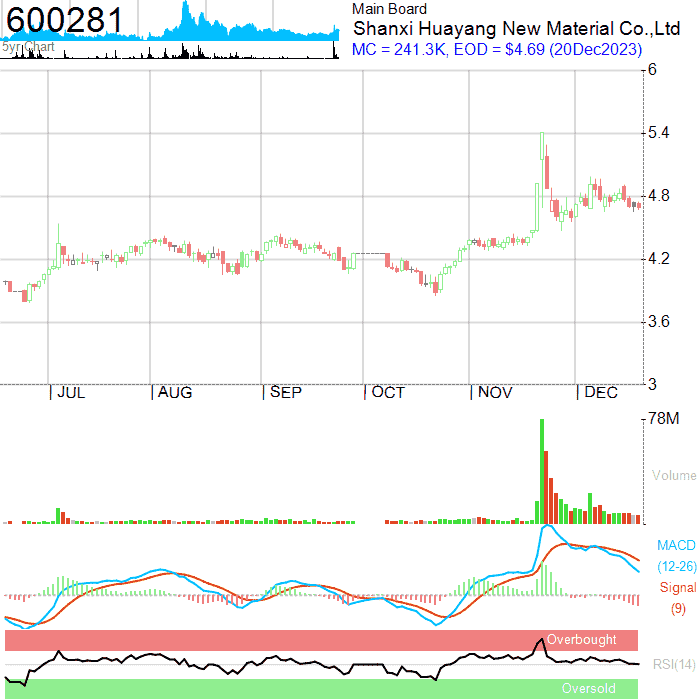 600281
5yr Chart
Main Board
Shanxi Huayang New Material Co.,Ltd
MC = 241.3K, EOD = $4.69 (20Dec2023)
6
5.4
4.8
4.2
3.6
3
JUL
AUG
SEP
OCT
NOV
DEC
78M
Volume
MACD
(12-26)
Signal
(9)
Overbought
RSI(14)
Oversold